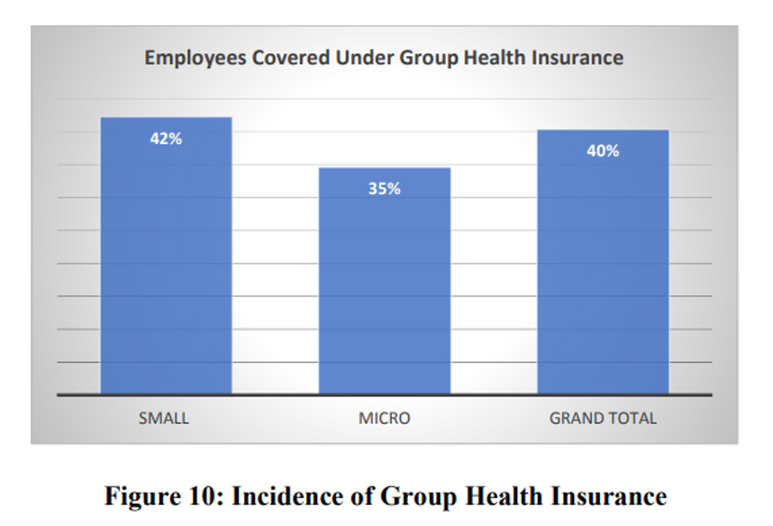 Employees Covered Under Group Health Insurance
42%
35%
40%
SMALL
MICRO
GRAND TOTAL
Figure 10: Incidence of Group Health Insurance